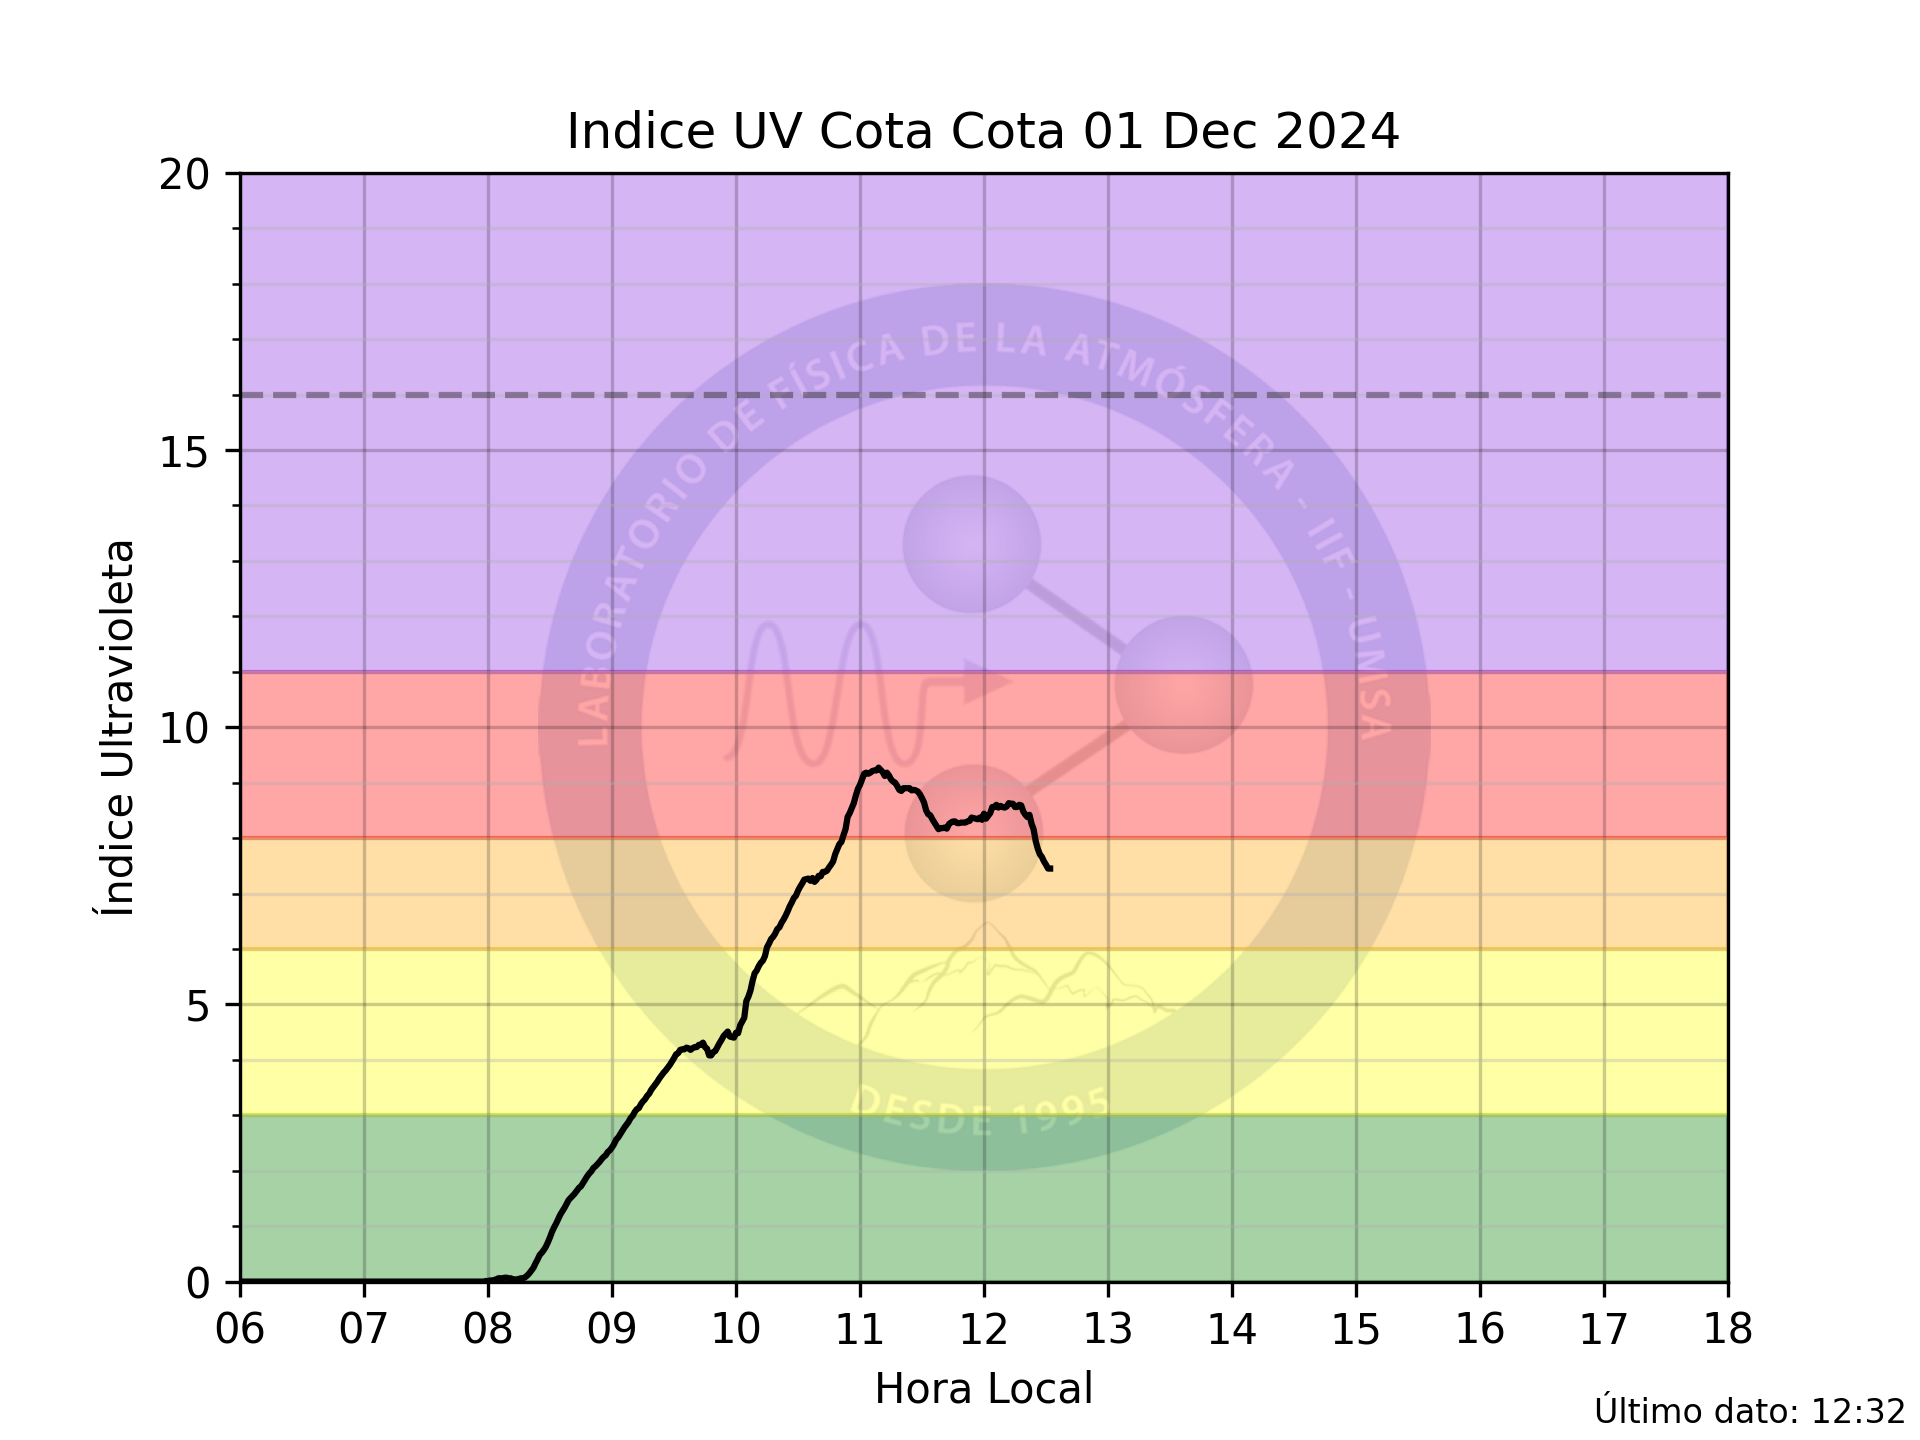 Indice UV Cota Cota 01 Dec 2024
20
15
10
5
0
Índice Ultravioleta
LABORATORIO DE FÍSICA DE LA ATMÓSFERA - IIF - UMSA
DESDE 1995
06 07 08 09 10 11 12 13 14 15 16 17 18
Hora Local
Último dato: 12:32